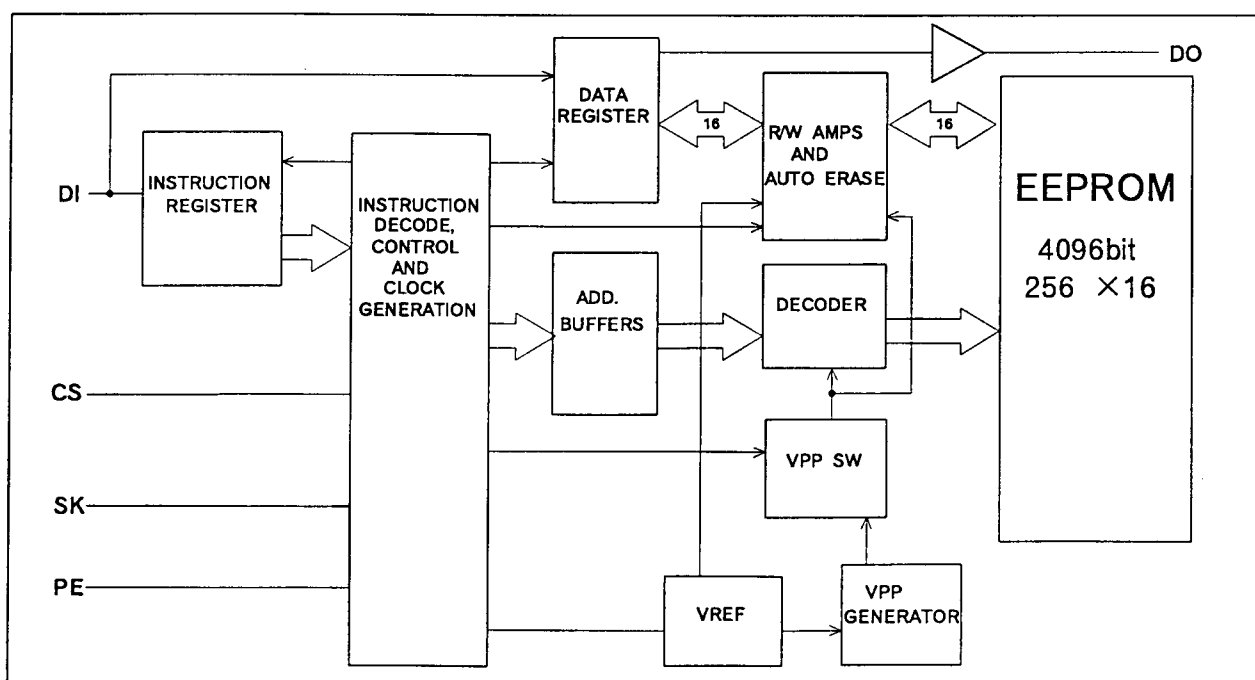 DO
DATA
REGISTER
16
R/W AMPS
AND
AUTO ERASE
16
EEPROM
4096bit
256 ×16
DI
INSTRUCTION
REGISTER
INSTRUCTION
DECODE,
CONTROL
AND
CLOCK
GENERATION
ADD.
BUFFERS
DECODER
CS
VPP SW
SK
PE
VREF
VPP
GENERATOR